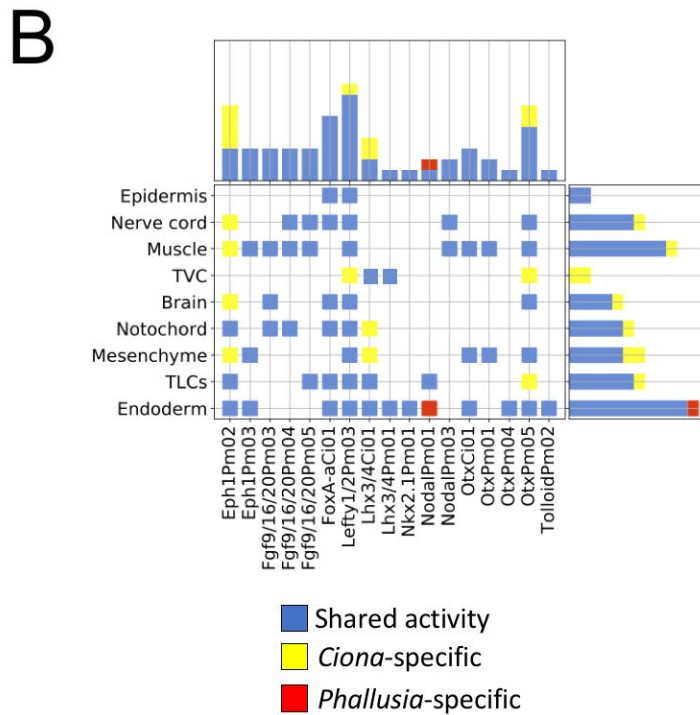 B
Epidermis
Nerve cord
Muscle
TVC
Brain
Notochord
Mesenchyme
TLCs
Endoderm
Eph1Pm02
Eph1Pm03
Fgf9/16/20Pm03
Fgf9/16/20Pm04
Fgf9/16/20Pm05
FoxA-aCi01
Lefty1/2Pm03
Lhx3/4Ci01
Lhx3/4Pm01
Nkx2.1Pm01
NodalPm01
NodalPm03
OtxCi01
OtxPm01
OtxPm04
OtxPm05
TolloidPm02
Shared activity
Ciona-specific
Phallusia-specific